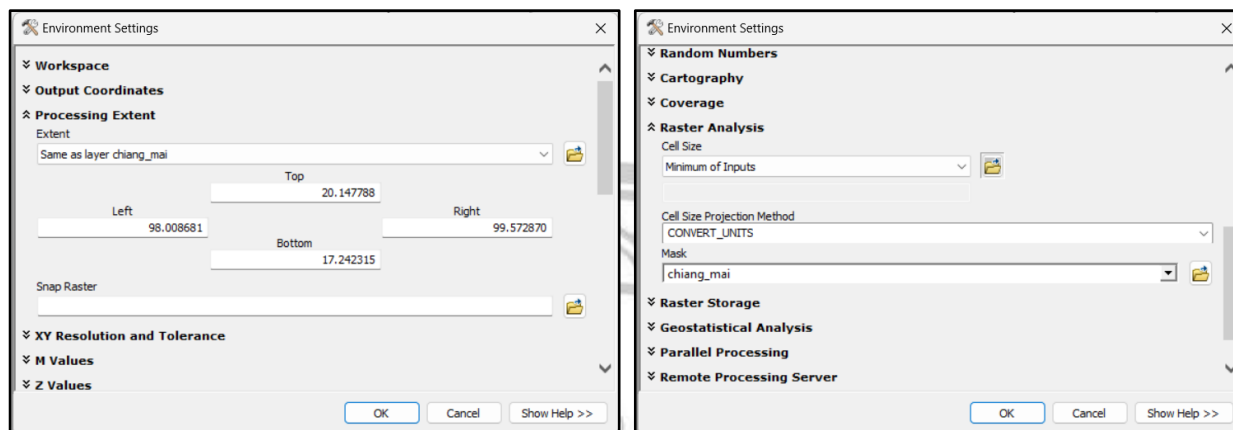 Environment Settings
Workspace
Output Coordinates
Processing Extent
Extent
Same as layer chiang_mai
Top
20.147788
Left
Right
98.008681
99.572870
Bottom
17.242315
Snap Raster
XY Resolution and Tolerance
M Values
Z Values
OK
Cancel
Show Help >>
Environment Settings
Random Numbers
Cartography
Coverage
Raster Analysis
Cell Size
Minimum of Inputs
Cell Size Projection Method
CONVERT_UNITS
Mask
chiang_mai
Raster Storage
Geostatistical Analysis
Parallel Processing
Remote Processing Server
OK
Cancel
Show Help >>